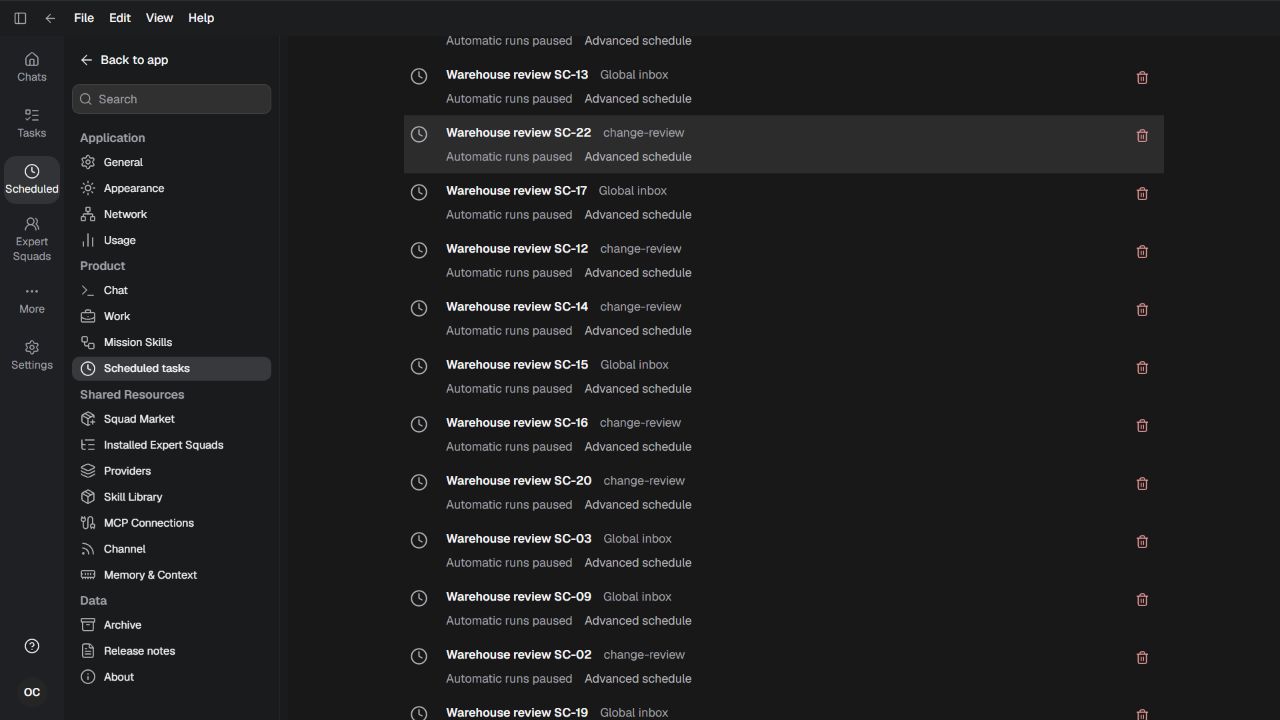 File Edit View Help
Chats
Tasks
Scheduled
Expert
Squads
More
Settings
OC
Back to app
Search
Application
General
Appearance
Network
Usage
Product
Chat
Work
Mission Skills
Scheduled tasks
Shared Resources
Squad Market
Installed Expert Squads
Providers
Skill Library
MCP Connections
Channel
Memory & Context
Data
Archive
Release notes
About
Automatic runs paused Advanced schedule
Warehouse review SC-13 Global inbox
Automatic runs paused Advanced schedule
Warehouse review SC-22 change-review
Automatic runs paused Advanced schedule
Warehouse review SC-17 Global inbox
Automatic runs paused Advanced schedule
Warehouse review SC-12 change-review
Automatic runs paused Advanced schedule
Warehouse review SC-14 change-review
Automatic runs paused Advanced schedule
Warehouse review SC-15 Global inbox
Automatic runs paused Advanced schedule
Warehouse review SC-16 change-review
Automatic runs paused Advanced schedule
Warehouse review SC-20 change-review
Automatic runs paused Advanced schedule
Warehouse review SC-03 Global inbox
Automatic runs paused Advanced schedule
Warehouse review SC-09 Global inbox
Automatic runs paused Advanced schedule
Warehouse review SC-02 change-review
Automatic runs paused Advanced schedule
Warehouse review SC-19 Global inbox